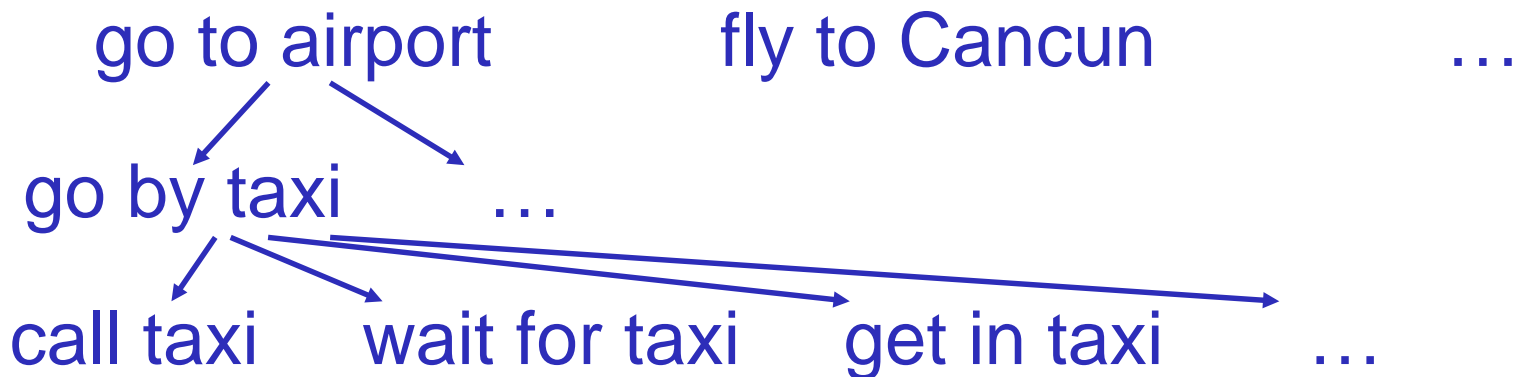 go to airport fly to Cancun …
go by taxi …
call taxi wait for taxi get in taxi …